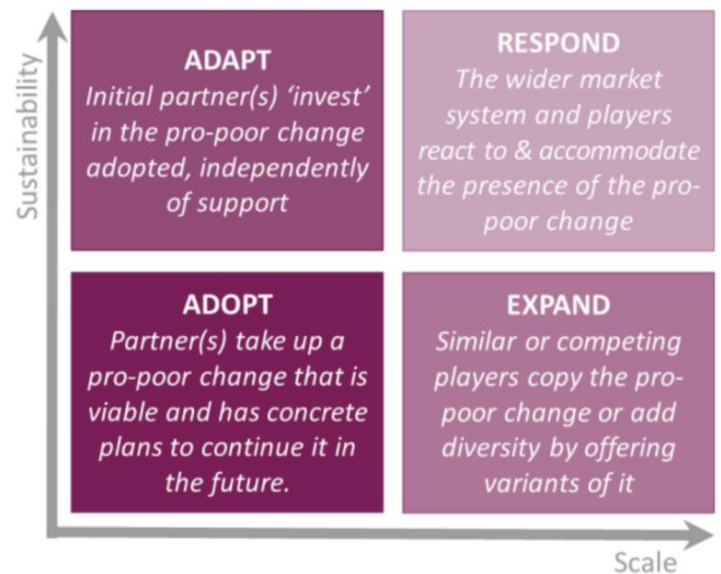 Sustainability
ADAPT
Initial partner(s) ‘invest’
in the pro-poor change
adopted, independently
of support
RESPOND
The wider market
system and players
react to & accommodate
the presence of the pro-
poor change
ADOPT
Partner(s) take up a
pro-poor change that is
viable and has concrete
plans to continue it in
the future.
EXPAND
Similar or competing
players copy the pro-
poor change or add
diversity by offering
variants of it
Scale